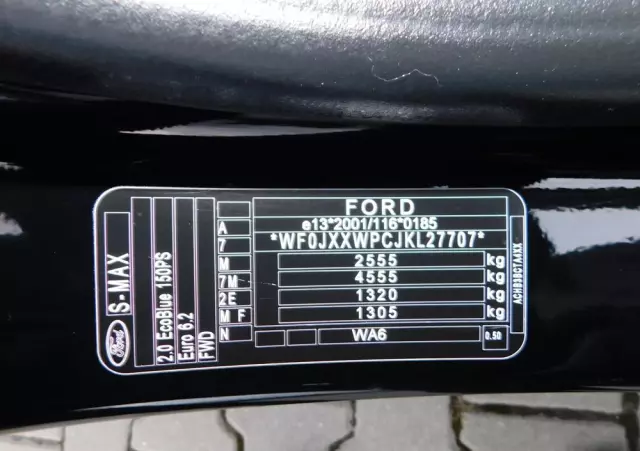 FORD
e13*2001/116*0185
*WF0JXXWPCJKL27707*
2555 kg
4555 kg
1320 kg
1305 kg
WA6 0.50
A
7
M
7M
2E
M F
N
Ford
S-MAX
2.0 EcoBlue 150PS
Euro 6.2
FWD